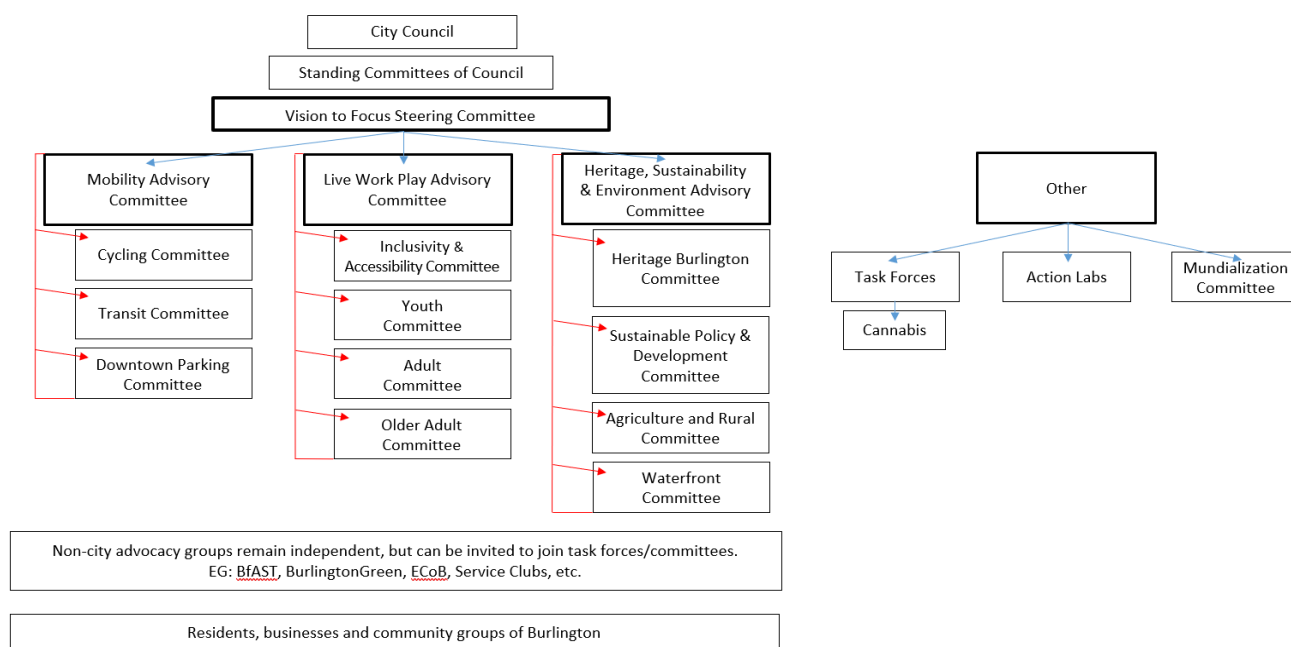 City Council
Standing Committees of Council
Vision to Focus Steering Committee
Mobility Advisory
Committee
Cycling Committee
Transit Committee
Downtown Parking
Committee
Live Work Play Advisory
Committee
Inclusivity &
Accessibility Committee
Youth
Committee
Adult
Committee
Older Adult
Committee
Heritage, Sustainability
& Environment Advisory
Committee
Heritage Burlington
Committee
Sustainable Policy &
Development
Committee
Agriculture and Rural
Committee
Waterfront
Committee
Other
Task Forces
Cannabis
Action Labs
Mundialization
Committee
Non-city advocacy groups remain independent, but can be invited to join task forces/committees.
EG: BfAST, BurlingtonGreen, ECoB, Service Clubs, etc.
Residents, businesses and community groups of Burlington